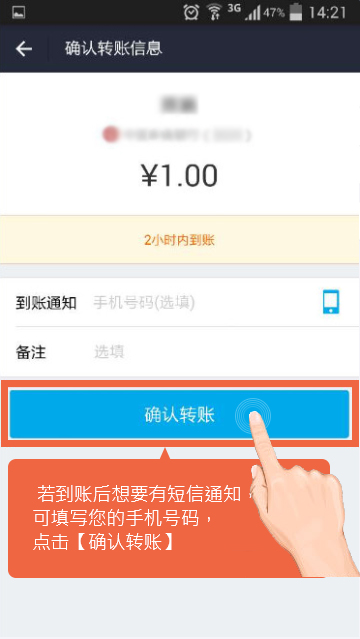 3G 47% 14:21
确认转账信息
¥1.00
2小时内到账
到账通知 手机号码(选填)
备注 选填
确认转账
若到账后想要有短信通知，
可填写您的手机号码，
点击【确认转账】